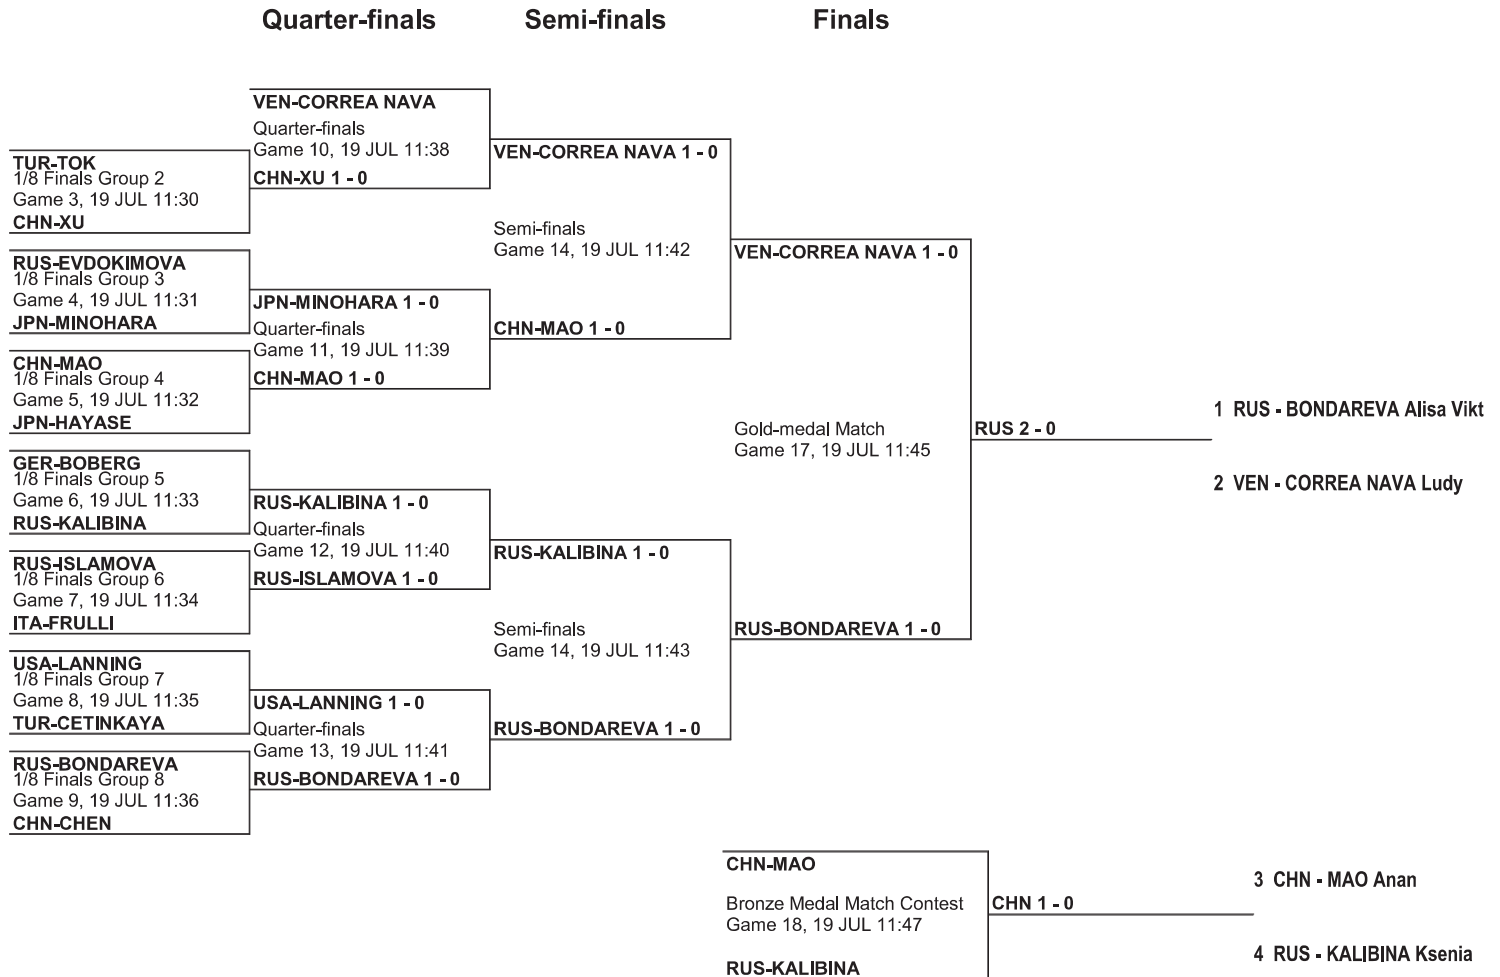 Quarter-finals Semi-finals Finals
TUR-TOK
1/8 Finals Group 2
Game 3, 19 JUL 11:30
CHN-XU
RUS-EVDOKIMOVA
1/8 Finals Group 3
Game 4, 19 JUL 11:31
JPN-MINOHARA
CHN-MAO
1/8 Finals Group 4
Game 5, 19 JUL 11:32
JPN-HAYASE
GER-BOBERG
1/8 Finals Group 5
Game 6, 19 JUL 11:33
RUS-KALIBINA
RUS-ISLAMOVA
1/8 Finals Group 6
Game 7, 19 JUL 11:34
ITA-FRULLI
USA-LANNING
1/8 Finals Group 7
Game 8, 19 JUL 11:35
TUR-CETINKAYA
RUS-BONDAREVA
1/8 Finals Group 8
Game 9, 19 JUL 11:36
CHN-CHEN
VEN-CORREA NAVA
Quarter-finals
Game 10, 19 JUL 11:38
CHN-XU 1 - 0
JPN-MINOHARA 1 - 0
Quarter-finals
Game 11, 19 JUL 11:39
CHN-MAO 1 - 0
RUS-KALIBINA 1 - 0
Quarter-finals
Game 12, 19 JUL 11:40
RUS-ISLAMOVA 1 - 0
USA-LANNING 1 - 0
Quarter-finals
Game 13, 19 JUL 11:41
RUS-BONDAREVA 1 - 0
VEN-CORREA NAVA 1 - 0
Semi-finals
Game 14, 19 JUL 11:42
CHN-MAO 1 - 0
RUS-KALIBINA 1 - 0
Semi-finals
Game 14, 19 JUL 11:43
RUS-BONDAREVA 1 - 0
VEN-CORREA NAVA 1 - 0
Gold-medal Match
Game 17, 19 JUL 11:45
RUS-BONDAREVA 1 - 0
RUS 2 - 0
1 RUS - BONDAREVA Alisa Vikt
2 VEN - CORREA NAVA Ludy
CHN-MAO
Bronze Medal Match Contest
Game 18, 19 JUL 11:47
RUS-KALIBINA
CHN 1 - 0
3 CHN - MAO Anan
4 RUS - KALIBINA Ksenia